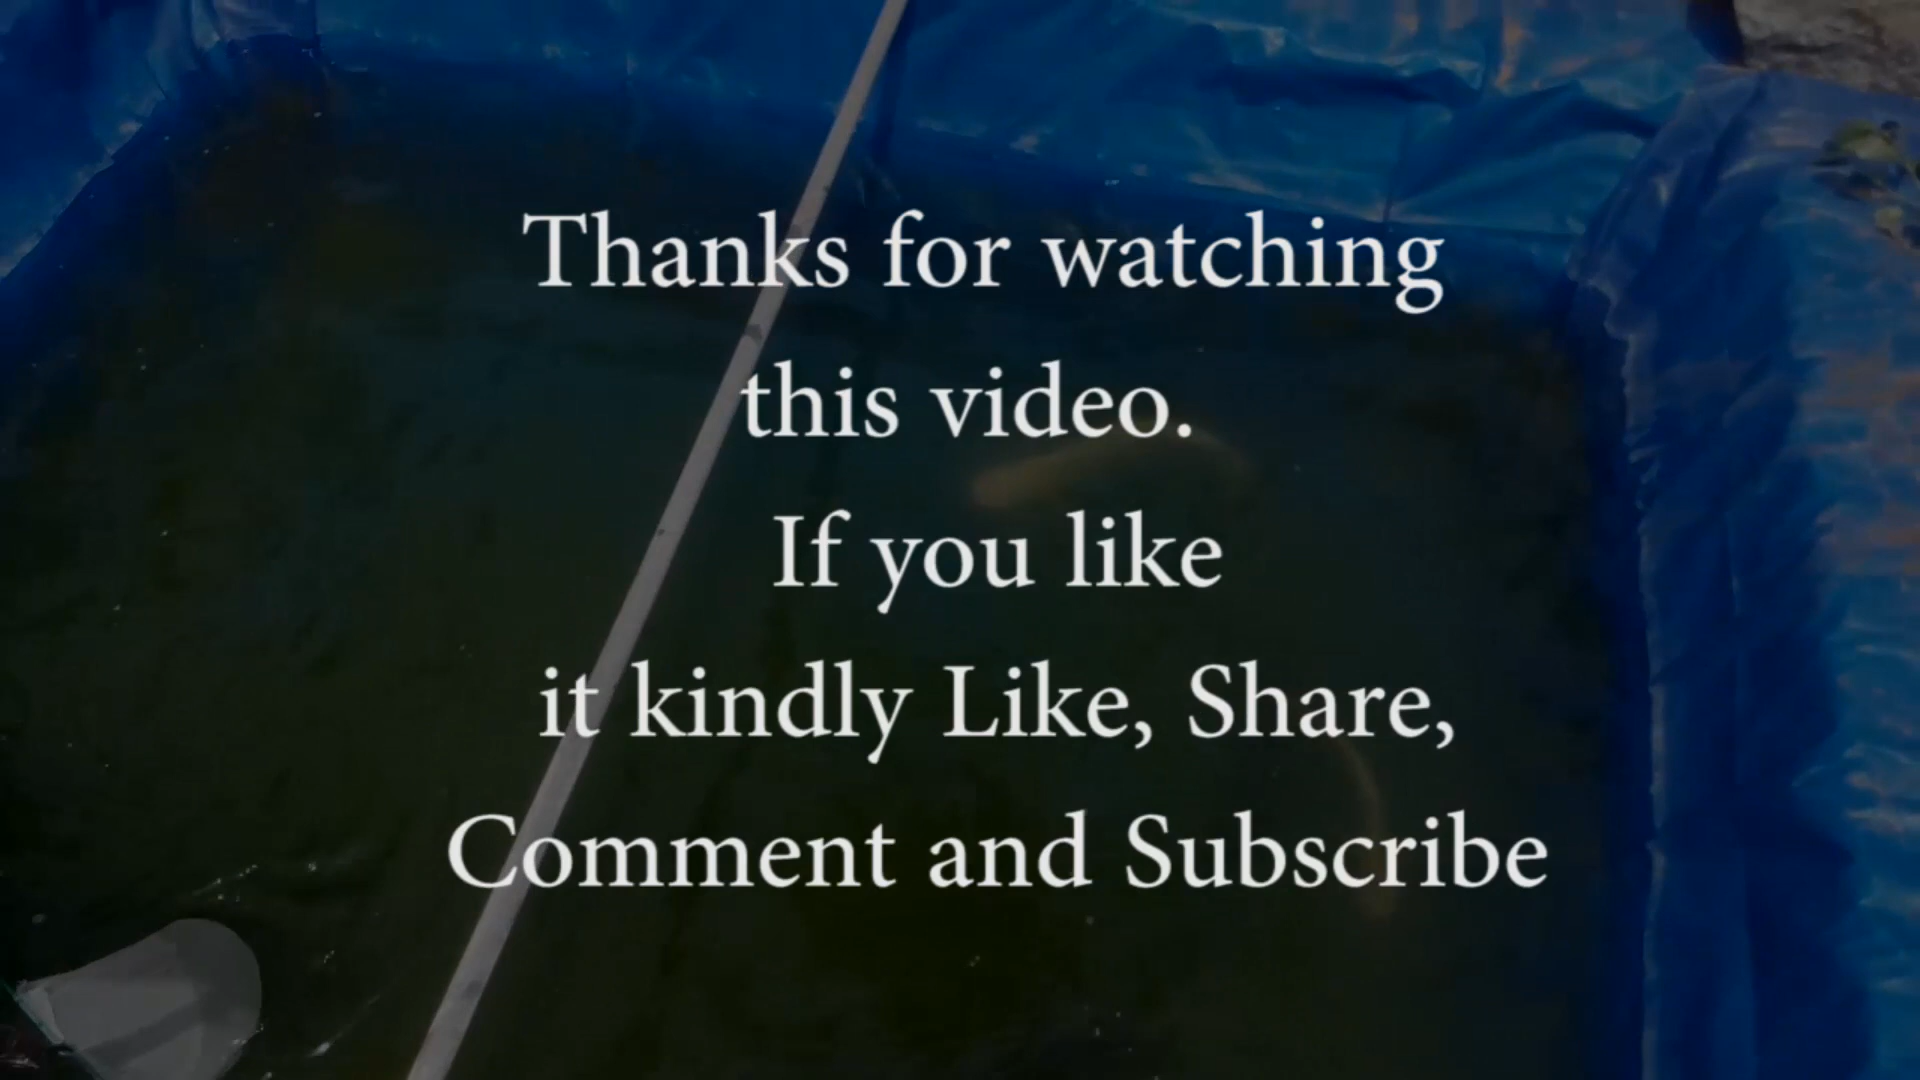 Thanks for watching
this video.
If you like
it kindly Like, Share,
Comment and Subscribe